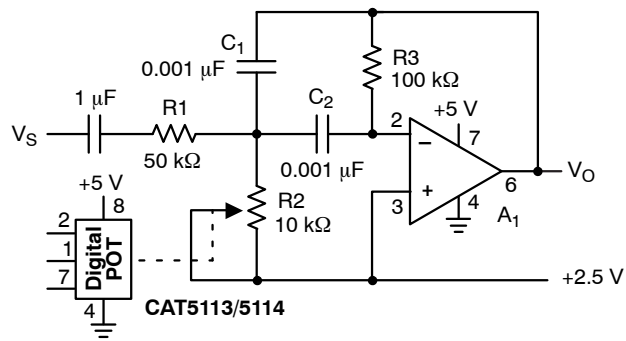 C1
0.001 μF
R3
100 kΩ
1 μF
R1
C2
+5 V
VS
50 kΩ
0.001 μF
2
7
–
+
3
6
4
VO
A1
+5 V
8
R2
10 kΩ
2
1
7
Digital
POT
4
CAT5113/5114
+2.5 V